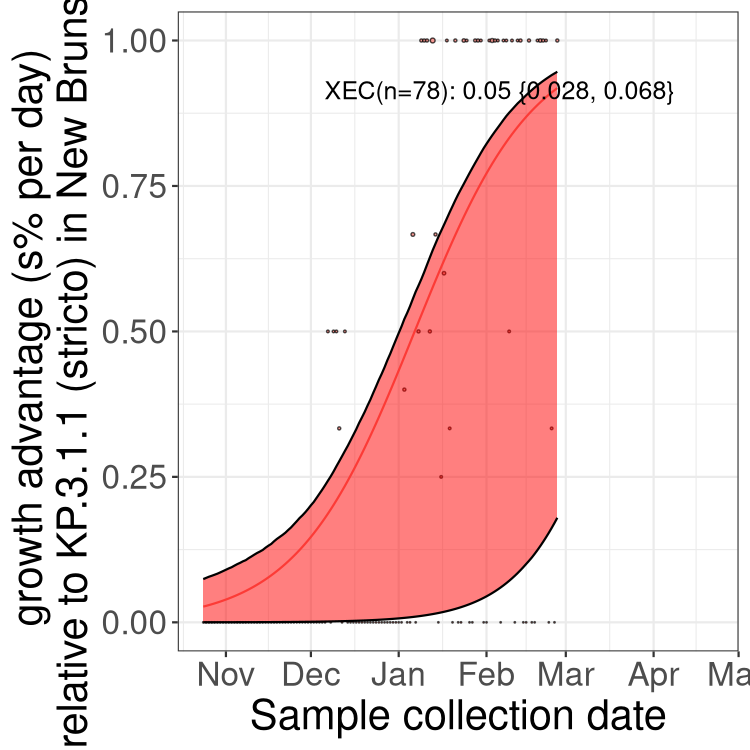 growth advantage (s% per day)
relative to KP.3.1.1 (stricto) in New Bruns
1.00
0.75
0.50
0.25
0.00
XEC(n=78): 0.05 {0.028, 0.068}
Nov Dec Jan Feb Mar Apr Ma
Sample collection date